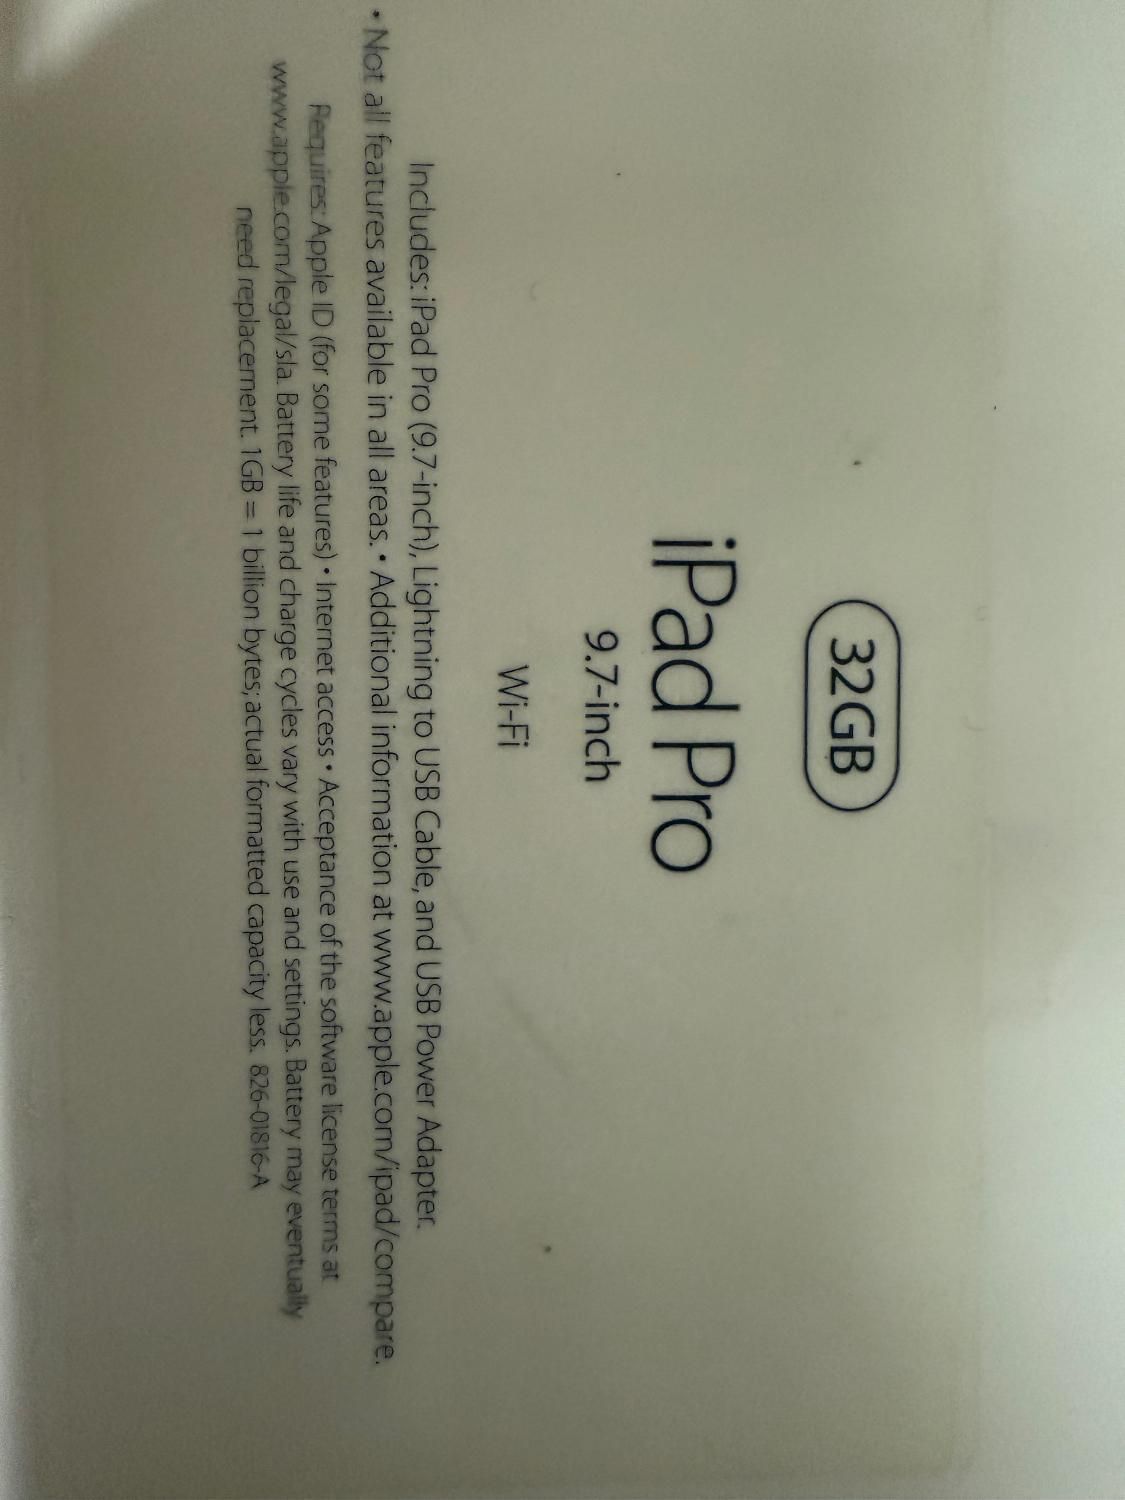 32GB
iPad Pro
9.7-inch
Wi-Fi
Includes: iPad Pro (9.7-inch), Lightning to USB Cable, and USB Power Adapter.
• Not all features available in all areas. • Additional information at www.apple.com/ipad/compare.
Requires: Apple ID (for some features) • Internet access • Acceptance of the software license terms at
www.apple.com/legal/sla. Battery life and charge cycles vary with use and settings. Battery may eventually
need replacement. 1GB = 1 billion bytes; actual formatted capacity less. 826-01816-A